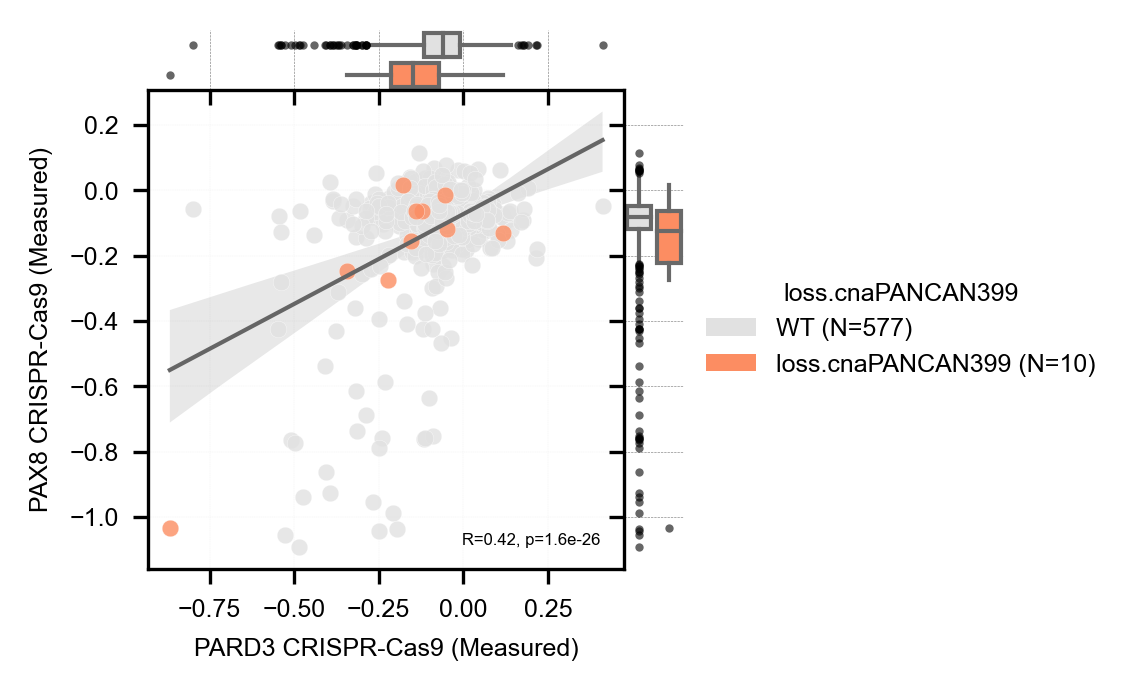 0.2
0.0
−0.2
−0.4
−0.6
−0.8
−1.0
PAX8 CRISPR-Cas9 (Measured)
R=0.42, p=1.6e-26
−0.75 −0.50 −0.25 0.00 0.25
PARD3 CRISPR-Cas9 (Measured)
loss.cnaPANCAN399
WT (N=577)
loss.cnaPANCAN399 (N=10)